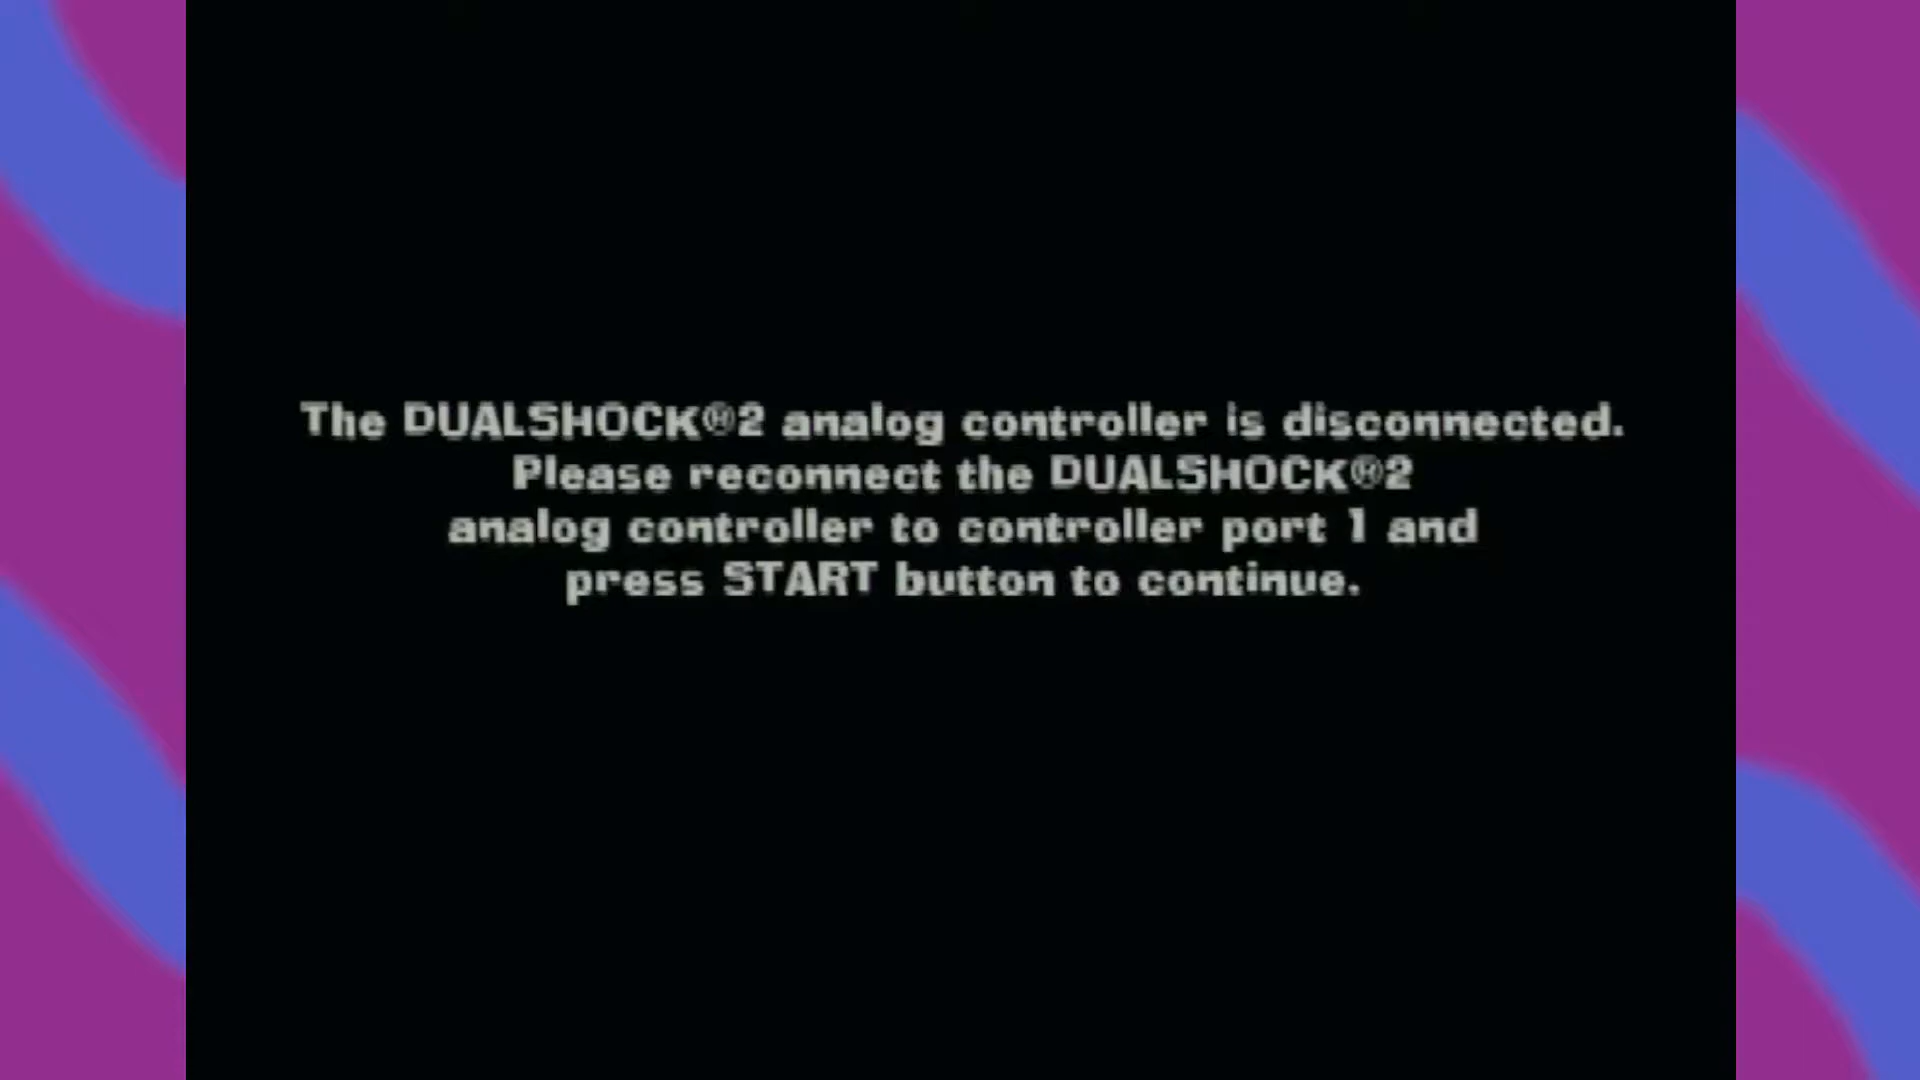 The DUALSHOCK®2 analog controller is disconnected.
Please reconnect the DUALSHOCK®2
analog controller to controller port 1 and
press START button to continue.